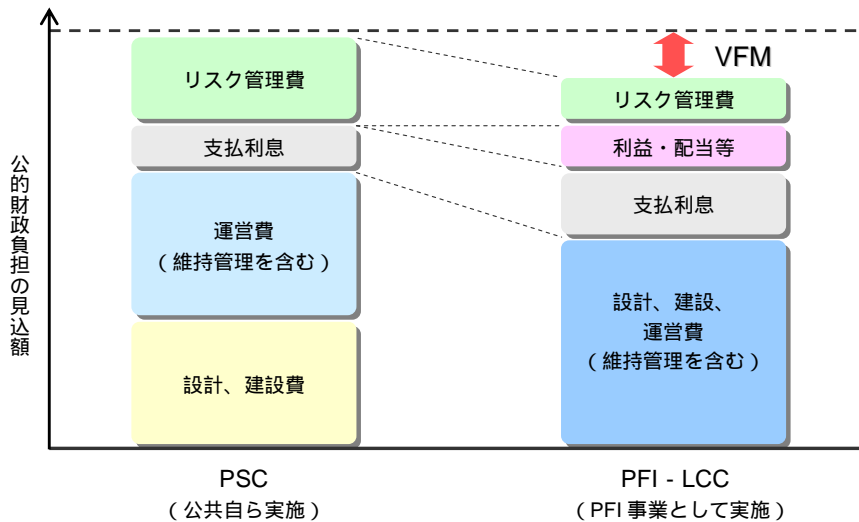 公的財政負担の見込額
VFM
リスク管理費
支払利息
運営費
（維持管理を含む）
設計、建設費
リスク管理費
利益・配当等
支払利息
設計、建設、
運営費
（維持管理を含む）
PSC
（公共自ら実施）
PFI - LCC
（PFI 事業として実施）